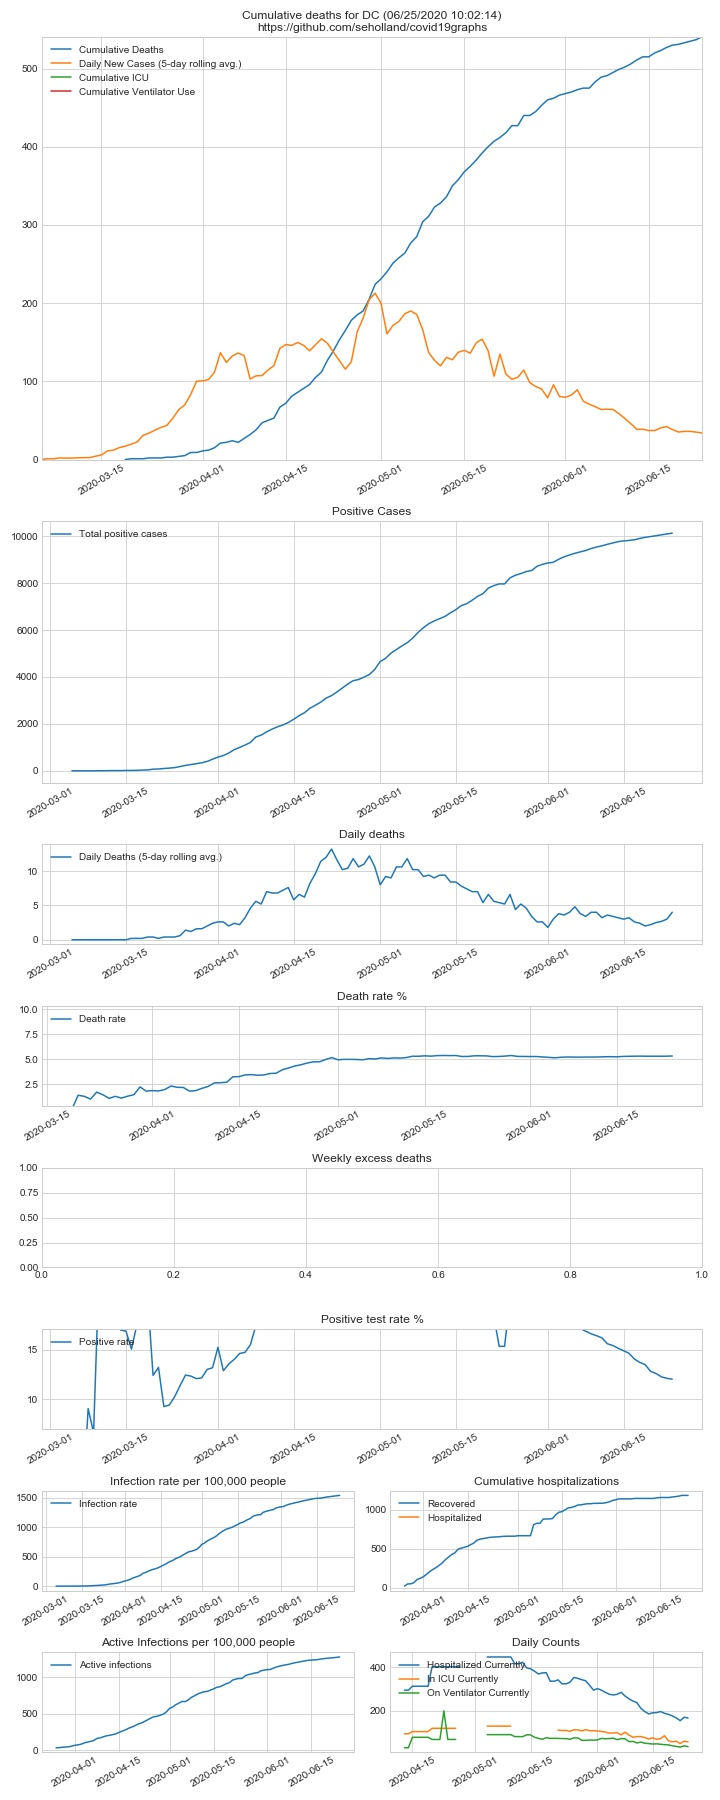 Cumulative deaths for DC (06/25/2020 10:02:14)
https://github.com/seholland/covid19graphs
Cumulative Deaths
Daily New Cases (5-day rolling avg.)
Cumulative ICU
Cumulative Ventilator Use
500
400
300
200
100
0
2020-03-15 2020-04-01 2020-04-15 2020-05-01 2020-05-15 2020-06-01 2020-06-15
Positive Cases
Total positive cases
10000
8000
6000
4000
2000
0
2020-03-01 2020-03-15 2020-04-01 2020-04-15 2020-05-01 2020-05-15 2020-06-01 2020-06-15
Daily deaths
Daily Deaths (5-day rolling avg.)
10
5
0
2020-03-01 2020-03-15 2020-04-01 2020-04-15 2020-05-01 2020-05-15 2020-06-01 2020-06-15
Death rate %
10.0
Death rate
7.5
5.0
2.5
2020-03-15 2020-04-01 2020-04-15 2020-05-01 2020-05-15 2020-06-01 2020-06-15
Weekly excess deaths
1.00
0.75
0.50
0.25
0.00
0.0 0.2 0.4 0.6 0.8 1.0
Positive test rate %
Positive rate
15
10
2020-03-01 2020-03-15 2020-04-01 2020-04-15 2020-05-01 2020-05-15 2020-06-01 2020-06-15
Infection rate per 100,000 people
1500
Infection rate
1000
500
0
2020-03-01 2020-03-15 2020-04-01 2020-04-15 2020-05-01 2020-05-15 2020-06-01 2020-06-15
Cumulative hospitalizations
Recovered
Hospitalized
1000
500
0
2020-04-01 2020-04-15 2020-05-01 2020-05-15 2020-06-01 2020-06-15
Active Infections per 100,000 people
Active infections
1000
500
0
2020-04-01 2020-04-15 2020-05-01 2020-05-15 2020-06-01 2020-06-15
Daily Counts
Hospitalized Currently
In ICU Currently
On Ventilator Currently
400
200
2020-04-15 2020-05-01 2020-05-15 2020-06-01 2020-06-15